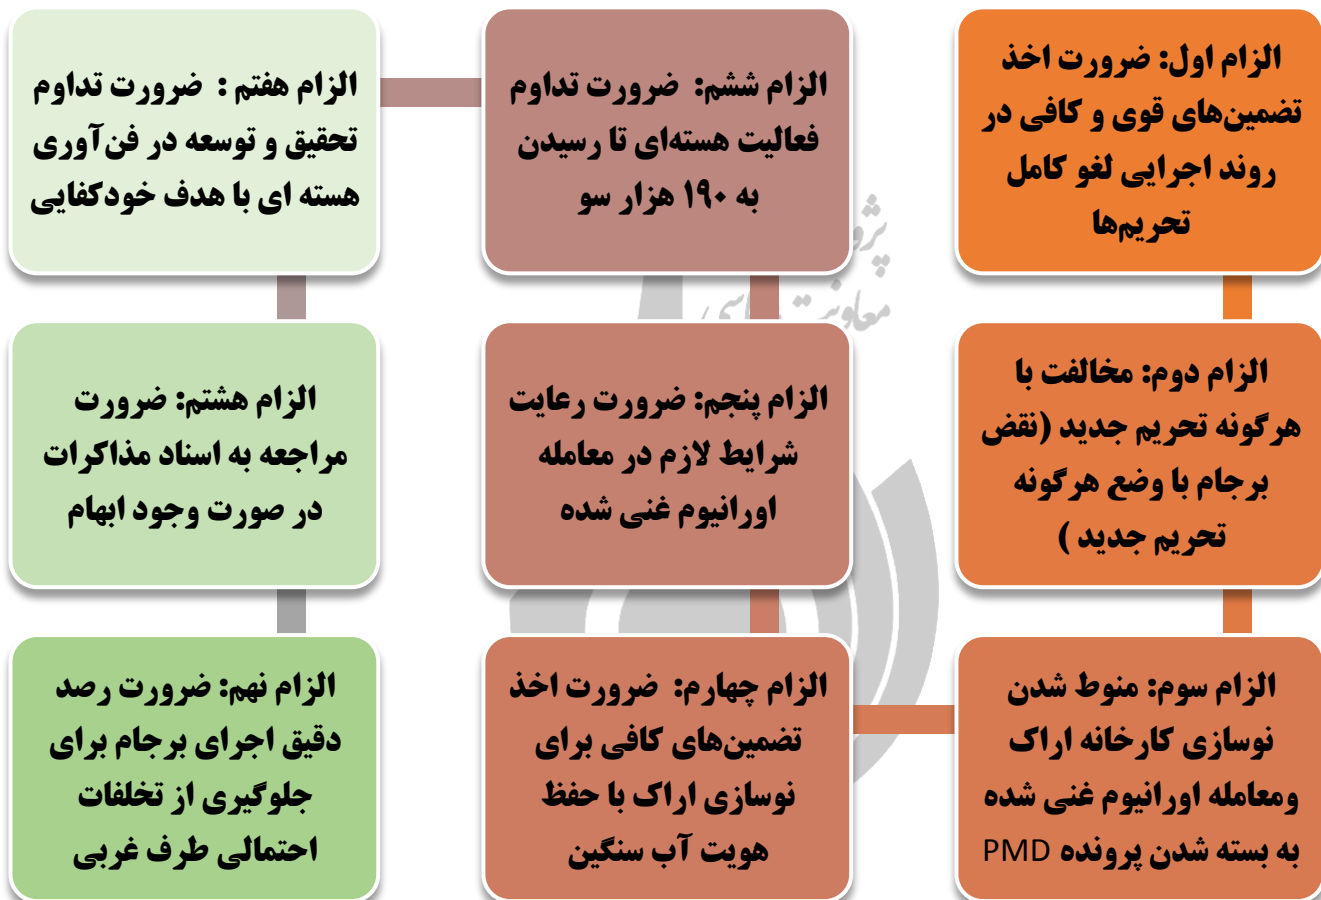 الزام اول: ضرورت اخذ
تضمین‌های قوی و کافی در
روند اجرایی لغو کامل
تحریم‌ها
الزام دوم: مخالفت با
هرگونه تحریم جدید (نقض
برجام با وضع هرگونه
تحریم جدید )
الزام سوم: منوط شدن
نوسازی کارخانه اراک
ومعامله اورانیوم غنی شده
به بسته شدن پرونده PMD
الزام چهارم: ضرورت اخذ
تضمین‌های کافی برای
نوسازی اراک با حفظ
هویت آب سنگین
الزام پنجم: ضرورت رعایت
شرایط لازم در معامله
اورانیوم غنی شده
الزام ششم: ضرورت تداوم
فعالیت هسته‌ای تا رسیدن
به ۱۹۰ هزار سو
الزام هفتم : ضرورت تداوم
تحقیق و توسعه در فن‌آوری
هسته ای با هدف خودکفایی
الزام هشتم: ضرورت
مراجعه به اسناد مذاکرات
در صورت وجود ابهام
الزام نهم: ضرورت رصد
دقیق اجرای برجام برای
جلوگیری از تخلفات
احتمالی طرف غربی
معاونت